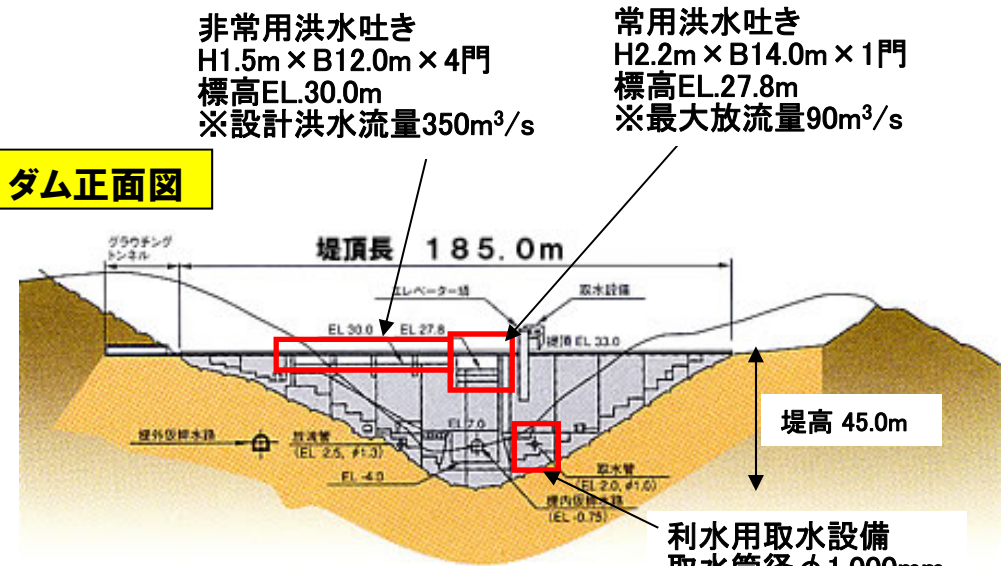 非常用洪水吐き
H1.5m×B12.0m×4門
標高EL.30.0m
※設計洪水流量350m³/s
常用洪水吐き
H2.2m×B14.0m×1門
標高EL.27.8m
※最大放流量90m³/s
ダム正面図
グラウチング
トンネル
堤頂長 185.0m
エレベーター塔
取水設備
EL 30.0
EL 27.8
堤頂 EL 33.0
堤高 45.0m
EL 7.0
堤外仮排水路
放流管
(EL 2.5, φ1.3)
取水管
(EL 2.0, φ1.0)
EL -4.0
堤内仮排水路
(EL -0.75)
利水用取水設備
取水管径φ1,000mm